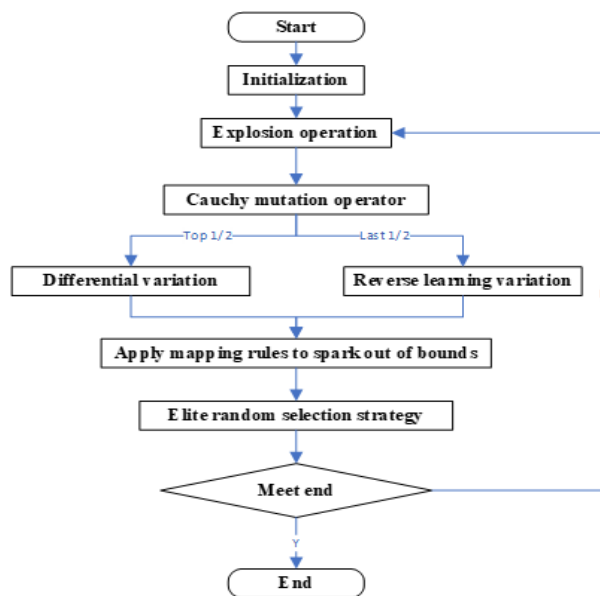 Start
Initialization
Explosion operation
Cauchy mutation operator
Top 1/2
Last 1/2
Differential variation
Reverse learning variation
Apply mapping rules to spark out of bounds
Elite random selection strategy
Meet end
Y
End